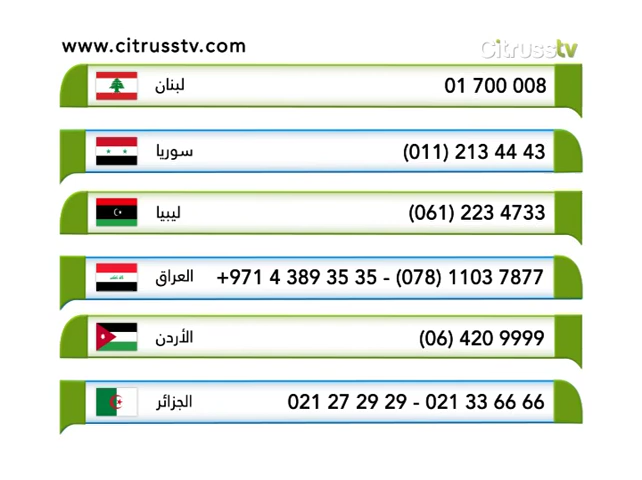 www.citrusstv.com
Citrusstv
لبنان 01 700 008
سوريا (011) 213 44 43
ليبيا (061) 223 4733
العراق +971 4 389 35 35 - (078) 1103 7877
الأردن (06) 420 9999
الجزائر 021 27 29 29 - 021 33 66 66